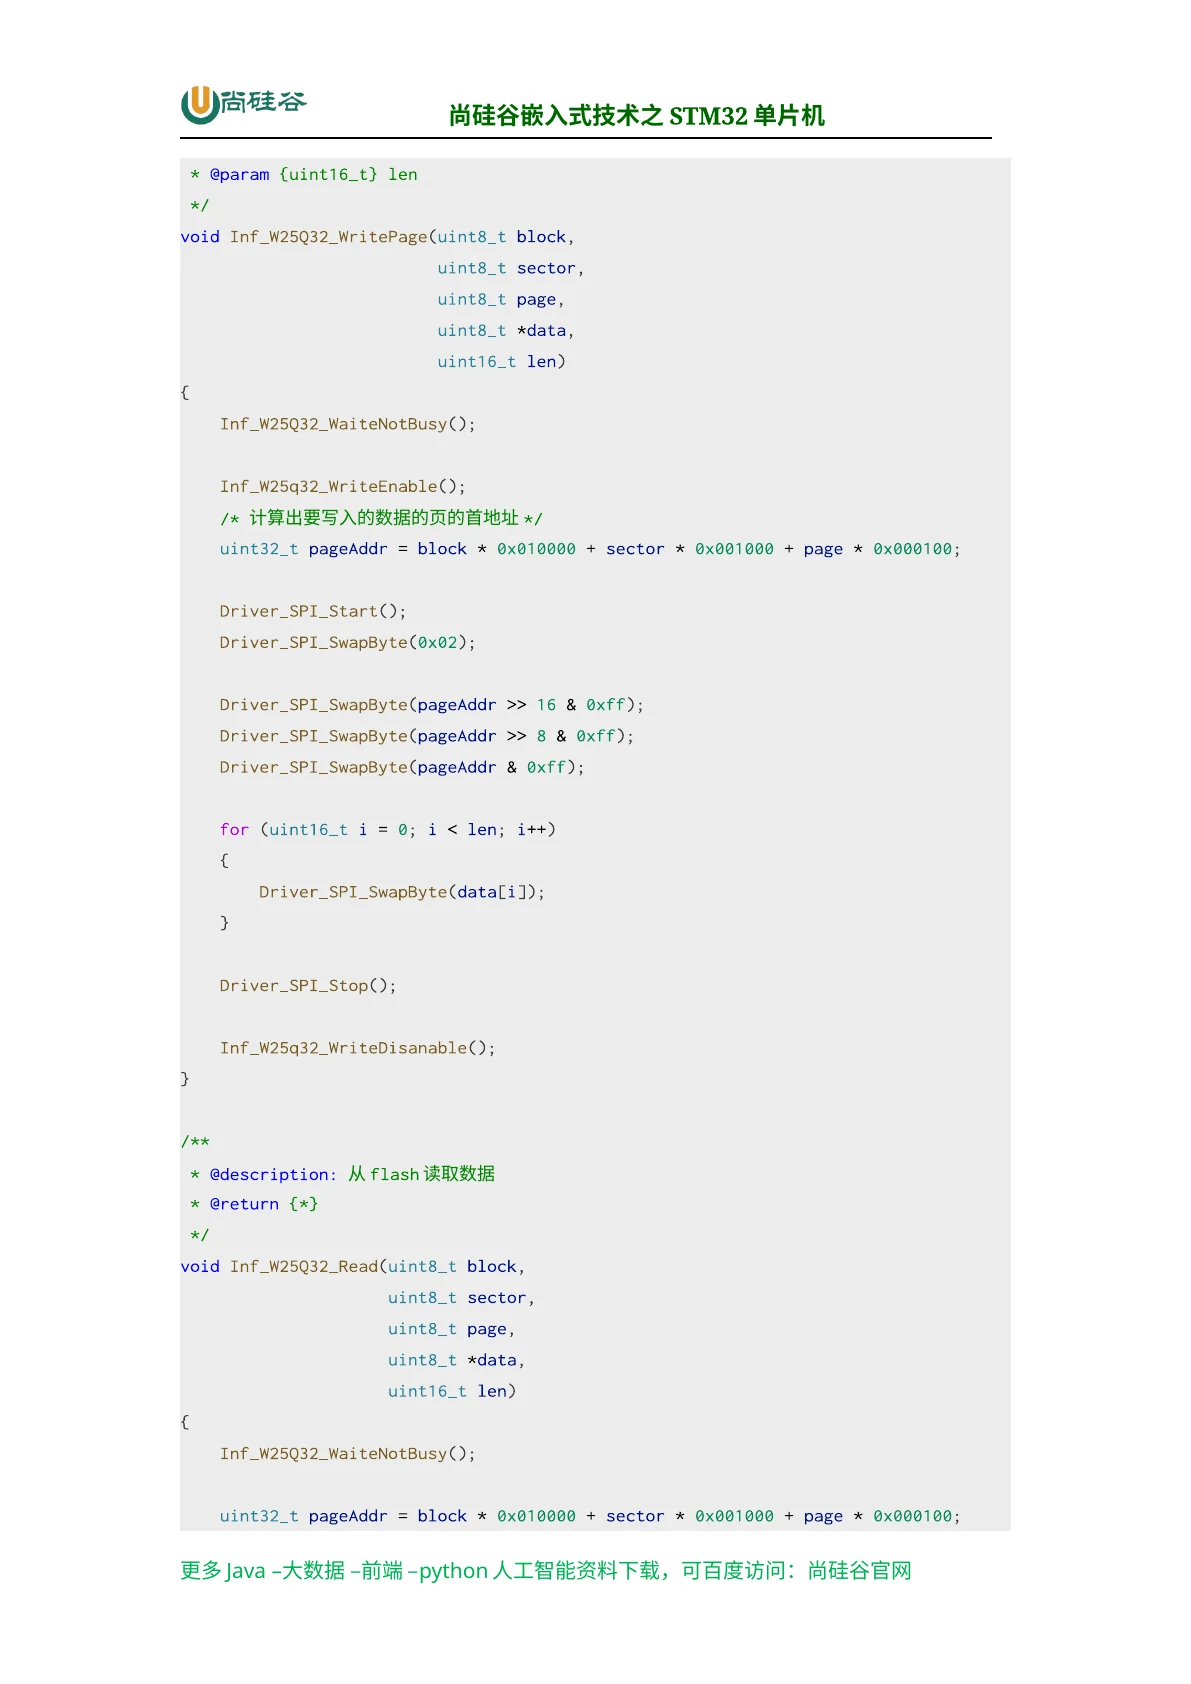 尚硅谷
尚硅谷嵌入式技术之 STM32 单片机
 * @param {uint16_t} len
 */
void Inf_W25Q32_WritePage(uint8_t block,
                          uint8_t sector,
                          uint8_t page,
                          uint8_t *data,
                          uint16_t len)
{
    Inf_W25Q32_WaiteNotBusy();

    Inf_W25q32_WriteEnable();
    /* 计算出要写入的数据的页的首地址 */
    uint32_t pageAddr = block * 0x010000 + sector * 0x001000 + page * 0x000100;

    Driver_SPI_Start();
    Driver_SPI_SwapByte(0x02);

    Driver_SPI_SwapByte(pageAddr >> 16 & 0xff);
    Driver_SPI_SwapByte(pageAddr >> 8 & 0xff);
    Driver_SPI_SwapByte(pageAddr & 0xff);

    for (uint16_t i = 0; i < len; i++)
    {
        Driver_SPI_SwapByte(data[i]);
    }

    Driver_SPI_Stop();

    Inf_W25q32_WriteDisanable();
}

/**
 * @description: 从 flash 读取数据
 * @return {*}
 */
void Inf_W25Q32_Read(uint8_t block,
                     uint8_t sector,
                     uint8_t page,
                     uint8_t *data,
                     uint16_t len)
{
    Inf_W25Q32_WaiteNotBusy();

    uint32_t pageAddr = block * 0x010000 + sector * 0x001000 + page * 0x000100;
更多 Java –大数据 –前端 –python 人工智能资料下载，可百度访问：尚硅谷官网